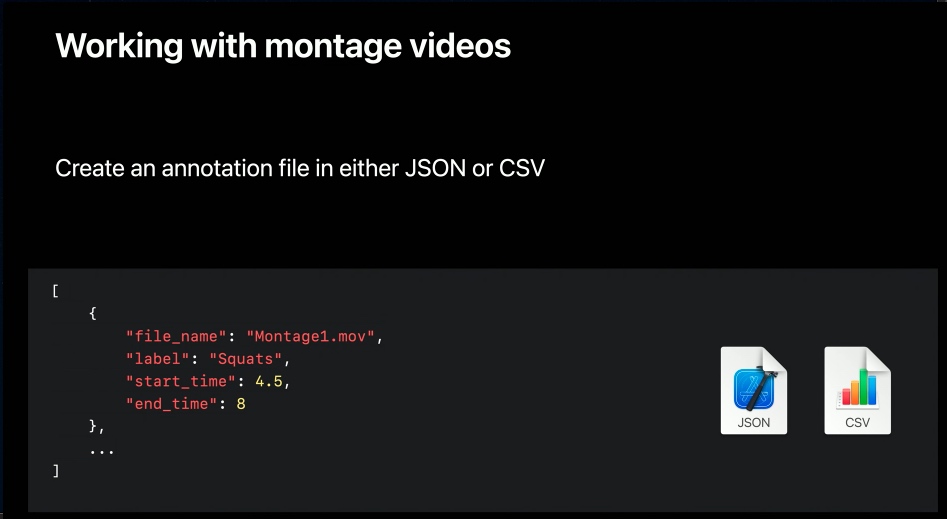 Working with montage videos
Create an annotation file in either JSON or CSV
[
{
"file_name": "Montage1.mov",
"label": "Squats",
"start_time": 4.5,
"end_time": 8
},
...
]
JSON
CSV